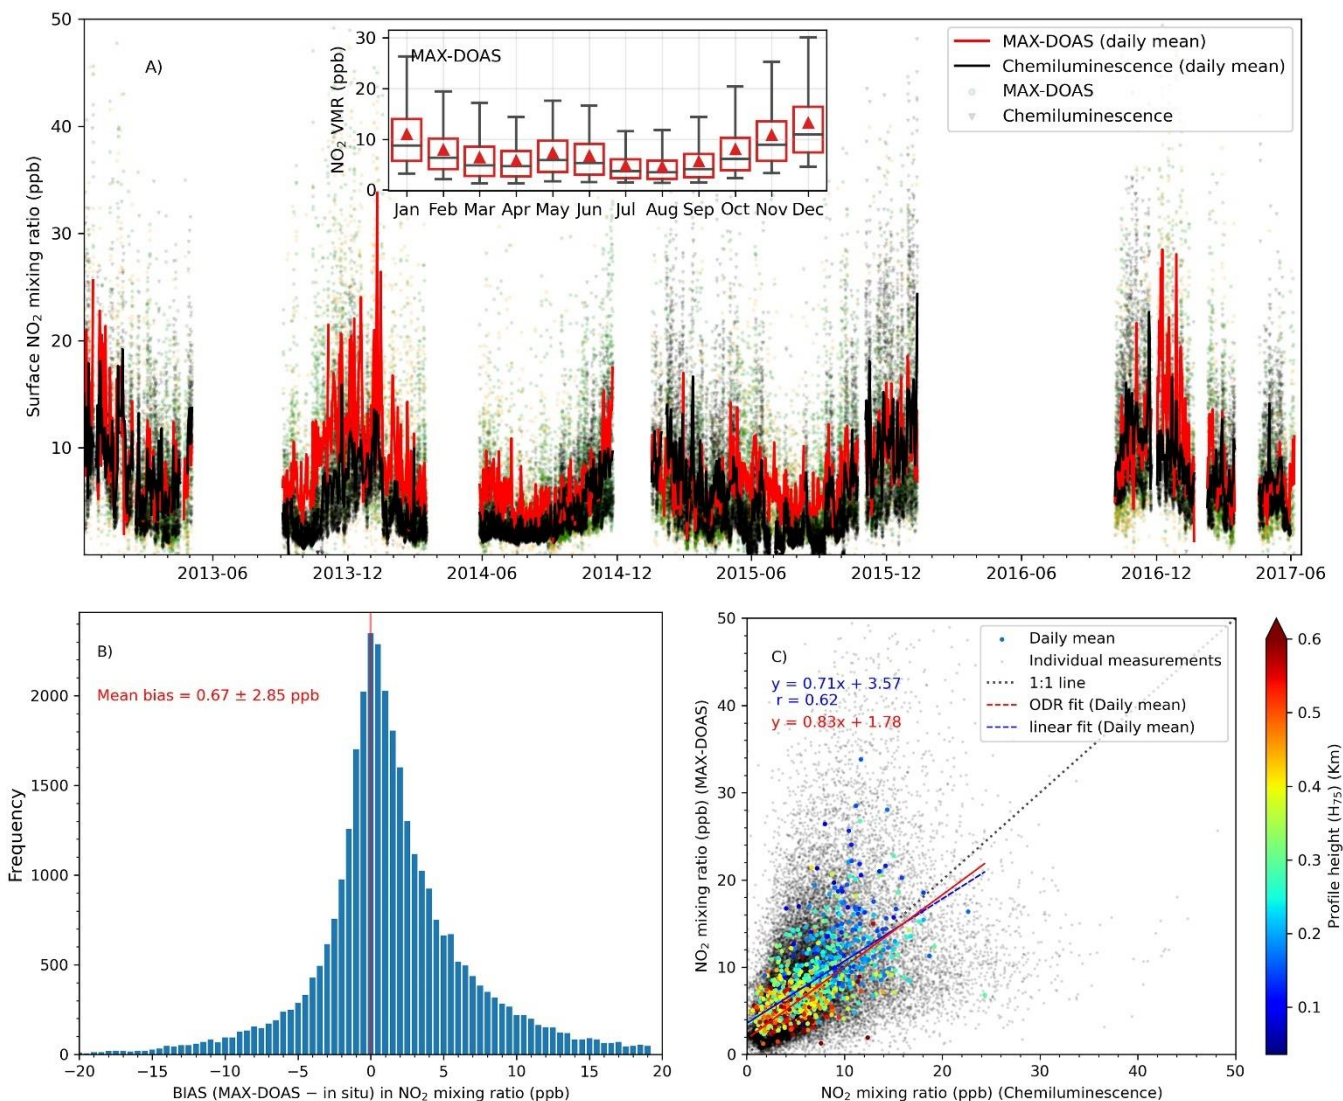 A)
50
40
30
20
10
Surface NO₂ mixing ratio (ppb)
MAX-DOAS
30
20
10
0
NO₂ VMR (ppb)
Jan Feb Mar Apr May Jun Jul Aug Sep Oct Nov Dec
MAX-DOAS (daily mean)
Chemiluminescence (daily mean)
MAX-DOAS
Chemiluminescence
2013-06 2013-12 2014-06 2014-12 2015-06 2015-12 2016-06 2016-12 2017-06
B)
Mean bias = 0.67 ± 2.85 ppb
2000
1500
1000
500
0
Frequency
−20 −15 −10 −5 0 5 10 15 20
BIAS (MAX-DOAS − in situ) in NO₂ mixing ratio (ppb)
C)
y = 0.71x + 3.57
r = 0.62
y = 0.83x + 1.78
Daily mean
Individual measurements
1:1 line
ODR fit (Daily mean)
linear fit (Daily mean)
50
40
30
20
10
0
NO₂ mixing ratio (ppb) (MAX-DOAS)
0 10 20 30 40 50
NO₂ mixing ratio (ppb) (Chemiluminescence)
0.6
0.5
0.4
0.3
0.2
0.1
Profile height (H₇₅) (Km)